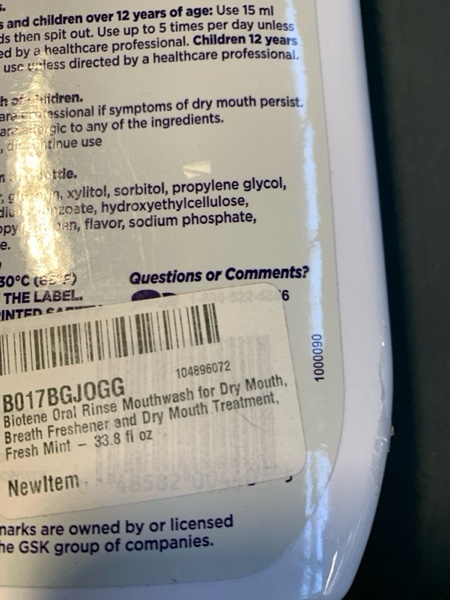 s.
s and children over 12 years of age: Use 15 ml
ds then spit out. Use up to 5 times per day unless
ed by a healthcare professional. Children 12 years
use unless directed by a healthcare professional.
h of children.
are professional if symptoms of dry mouth persist.
are allergic to any of the ingredients.
, discontinue use
xylitol, sorbitol, propylene glycol,
hydroxyethylcellulose,
flavor, sodium phosphate,
e.
30°C
THE LABEL.
Questions or Comments?
6
104896072
B017BGJOGG
Biotene Oral Rinse Mouthwash for Dry Mouth,
Breath Freshener and Dry Mouth Treatment,
Fresh Mint – 33.8 fl oz
NewItem
1000090
marks are owned by or licensed
he GSK group of companies.